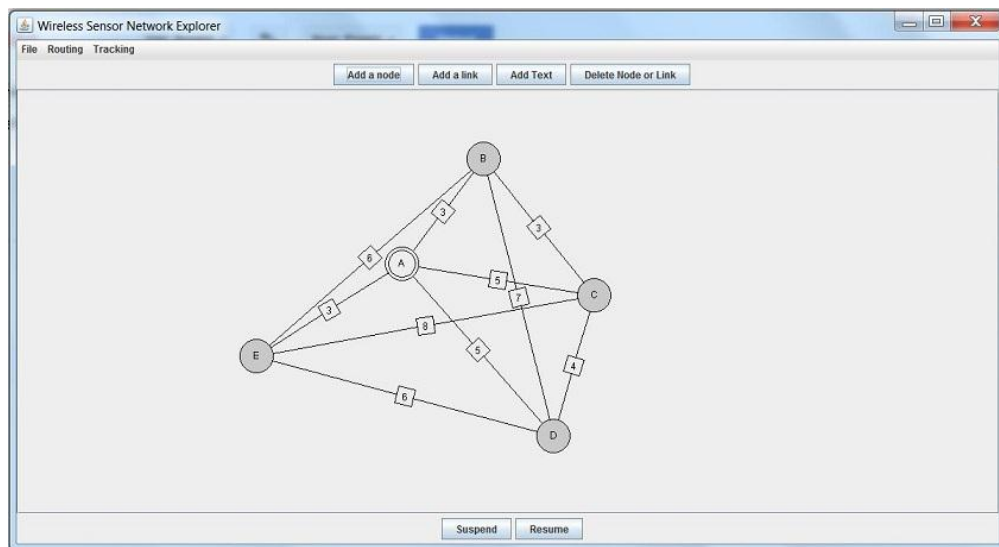 Wireless Sensor Network Explorer
File Routing Tracking
Add a node Add a link Add Text Delete Node or Link
B
3
3
6
A
5
C
7
3
8
5
E
4
6
D
Suspend Resume